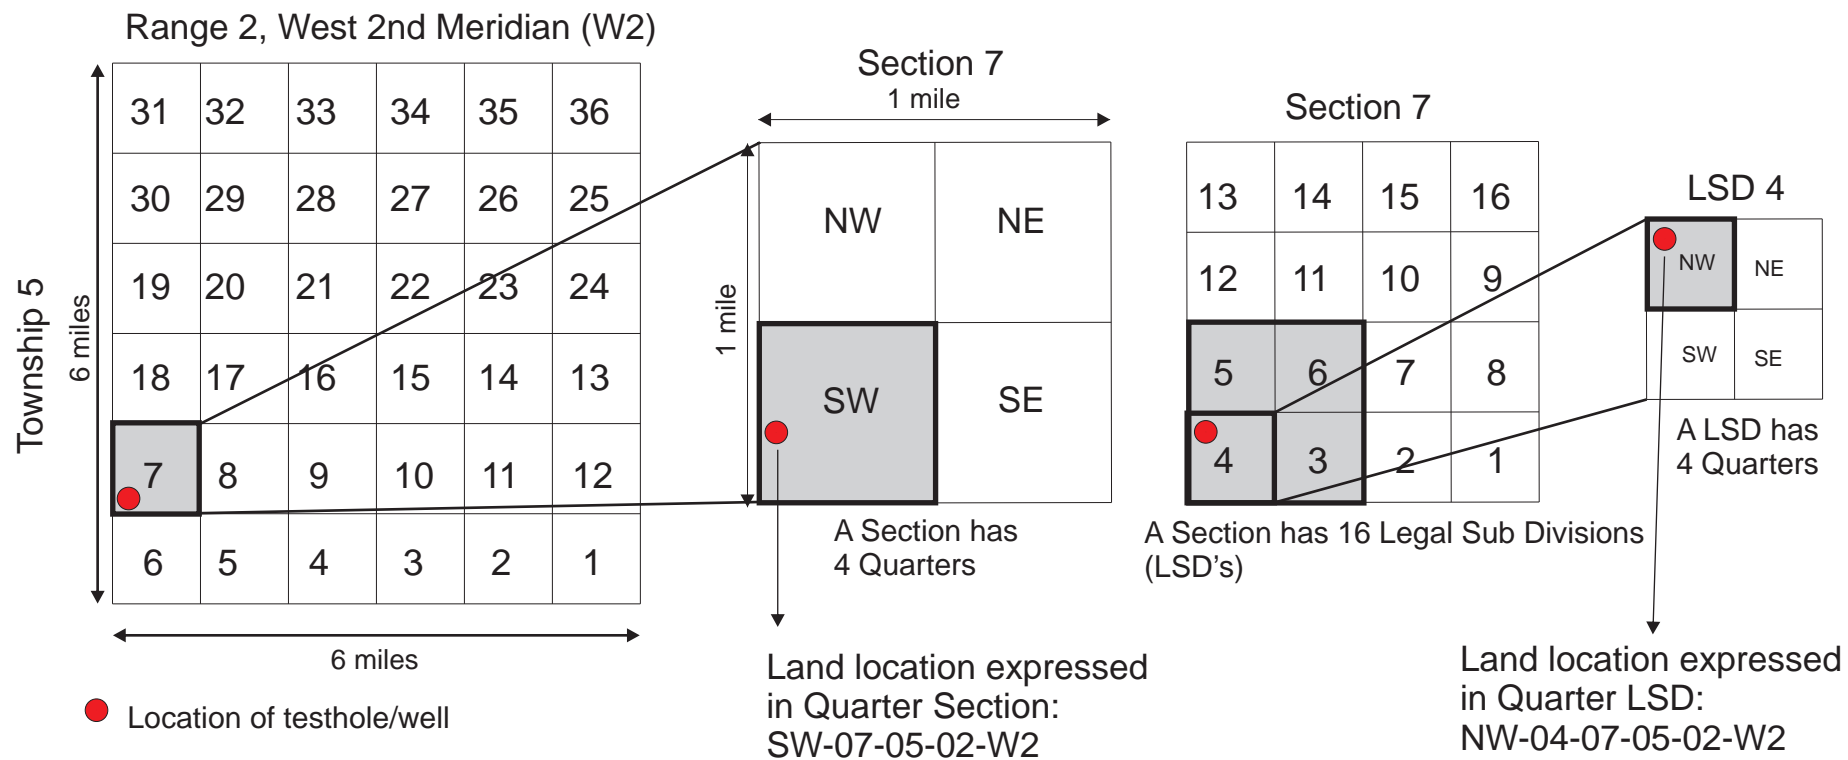 Range 2, West 2nd Meridian (W2)
Township 5
6 miles
31 32 33 34 35 36
30 29 28 27 26 25
19 20 21 22 23 24
18 17 16 15 14 13
7 8 9 10 11 12
6 5 4 3 2 1
6 miles
Location of testhole/well
Section 7
1 mile
1 mile
NW NE
SW SE
A Section has
4 Quarters
Land location expressed
in Quarter Section:
SW-07-05-02-W2
Section 7
13 14 15 16
12 11 10 9
5 6 7 8
4 3 2 1
A Section has 16 Legal Sub Divisions
(LSD's)
LSD 4
NW NE
SW SE
A LSD has
4 Quarters
Land location expressed
in Quarter LSD:
NW-04-07-05-02-W2